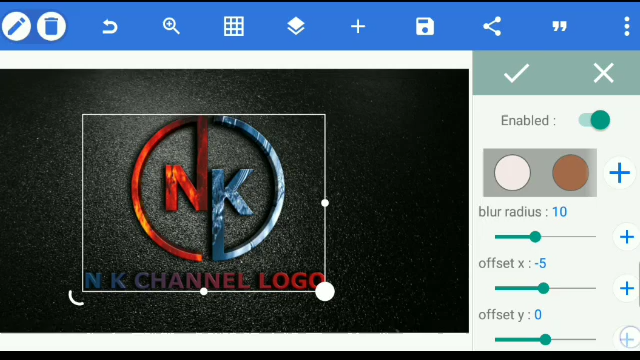 Enabled :
NK
blur radius : 10
offset x : -5
N K CHANNEL LOGO
offset y : 0